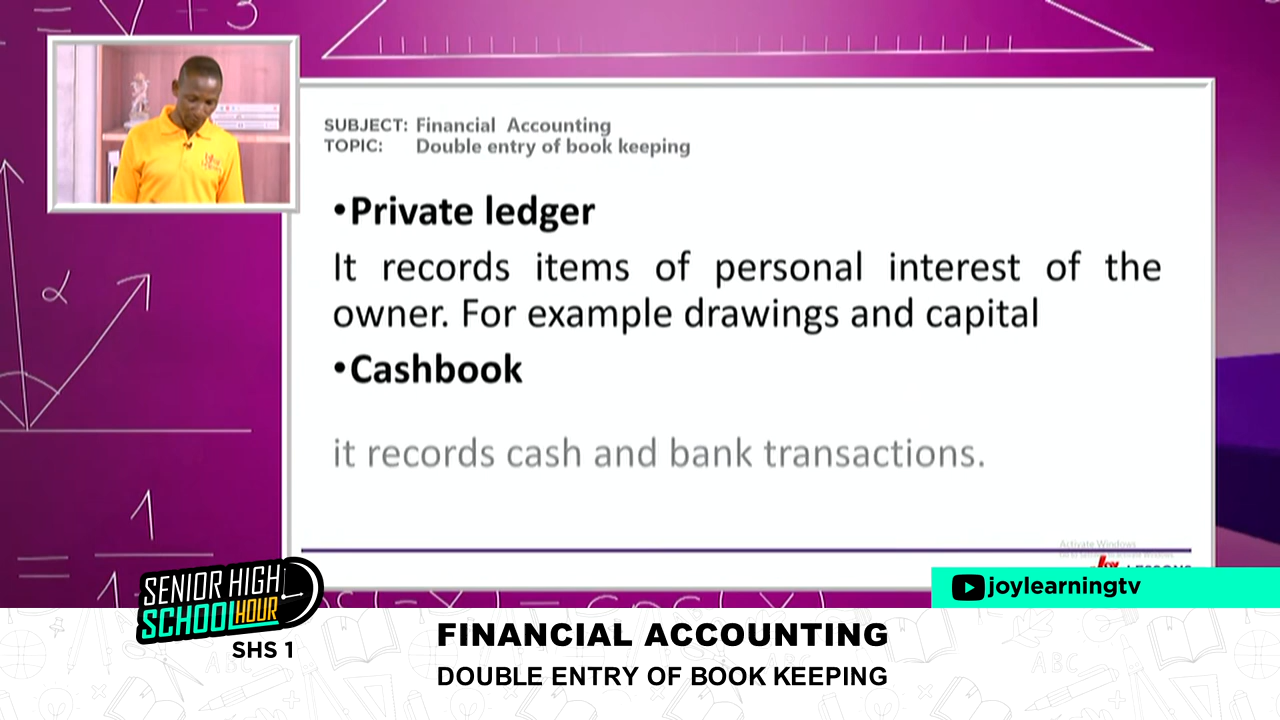 SUBJECT: Financial Accounting
TOPIC: Double entry of book keeping
•Private ledger
It records items of personal interest of the
owner. For example drawings and capital
•Cashbook
it records cash and bank transactions.
Activate Windows
Joy LESSONS
joylearningtv
SENIOR HIGH
SCHOOL HOUR
SHS 1
FINANCIAL ACCOUNTING
DOUBLE ENTRY OF BOOK KEEPING